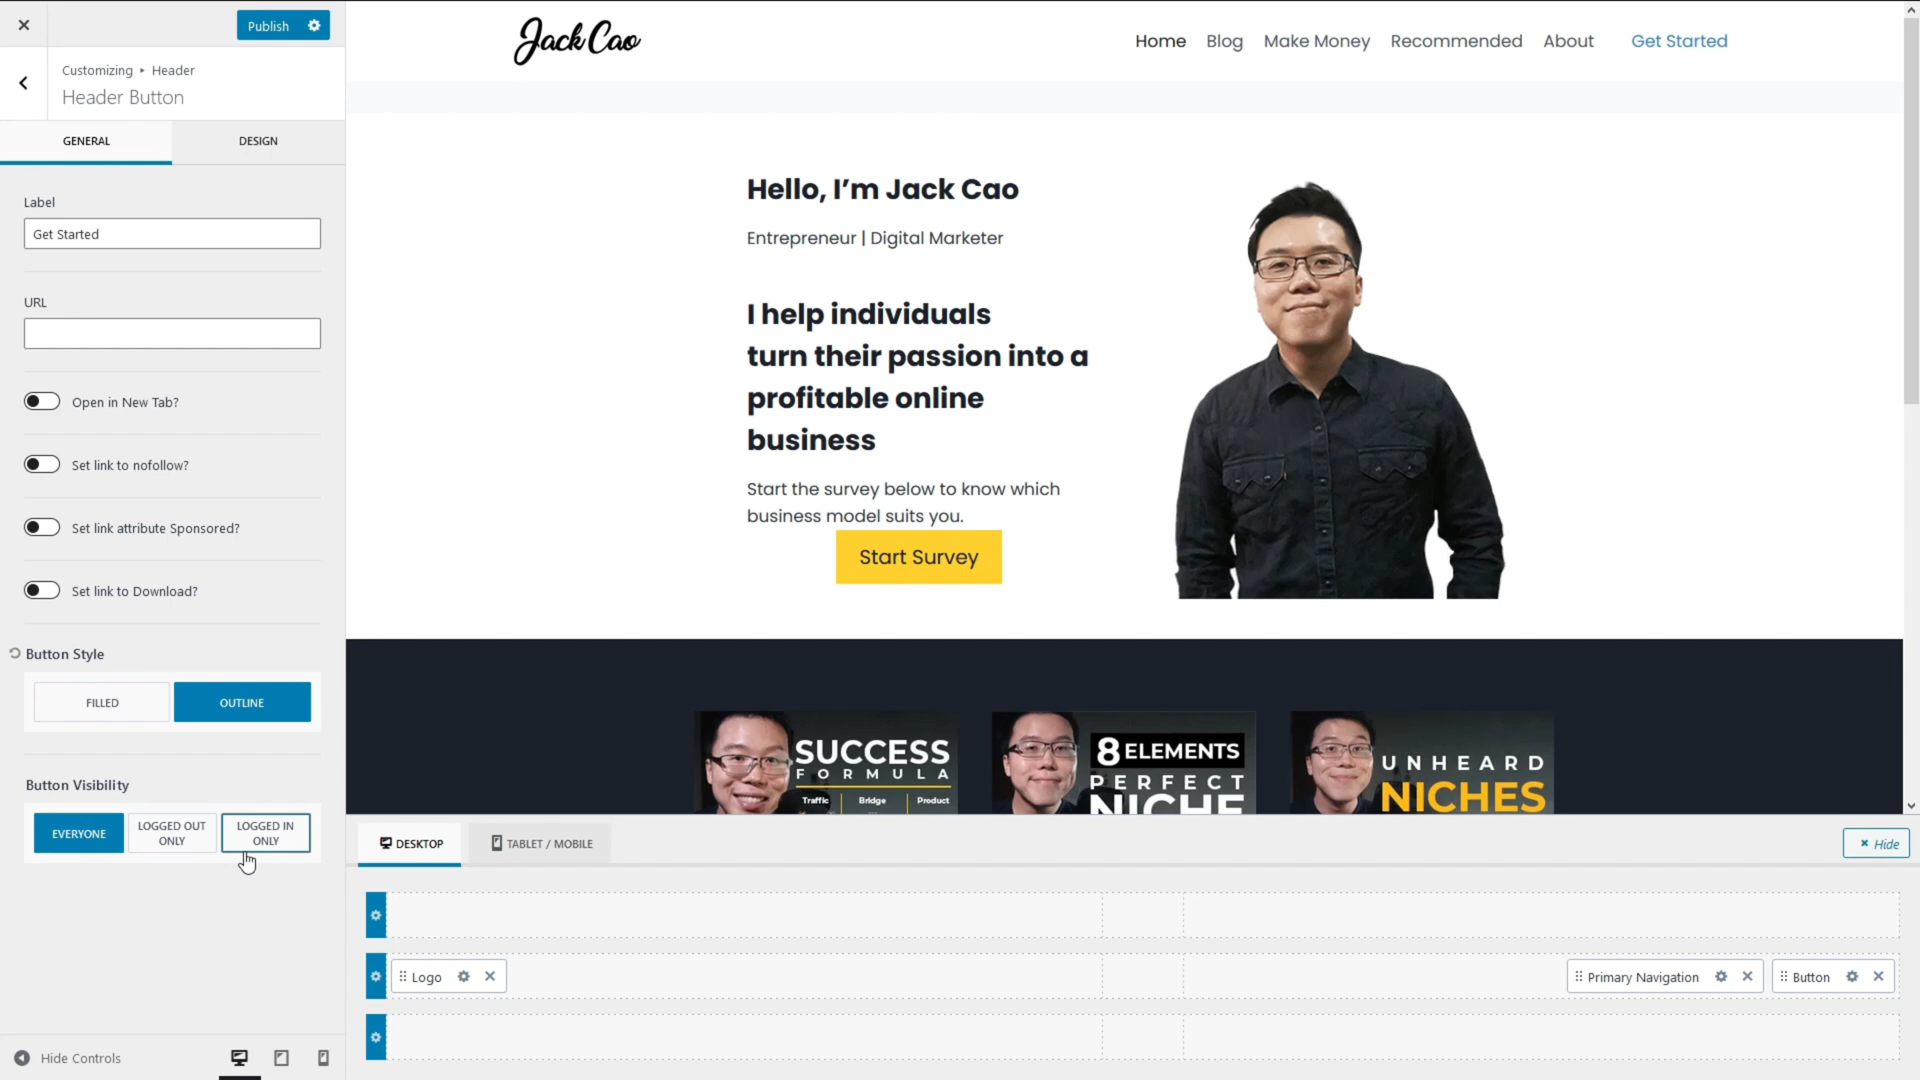 Publish
Customizing ▸ Header
Header Button
GENERAL
DESIGN
Label
Get Started
URL
Open in New Tab?
Set link to nofollow?
Set link attribute Sponsored?
Set link to Download?
Button Style
FILLED
OUTLINE
Button Visibility
EVERYONE
LOGGED OUT
ONLY
LOGGED IN
ONLY
Hide Controls
Jack Cao
Home
Blog
Make Money
Recommended
About
Get Started
Hello, I’m Jack Cao
Entrepreneur | Digital Marketer
I help individuals
turn their passion into a
profitable online
business
Start the survey below to know which
business model suits you.
Start Survey
SUCCESS
FORMULA
Traffic
Bridge
Product
8 ELEMENTS
PERFECT
NICHE
UNHEARD
NICHES
DESKTOP
TABLET / MOBILE
× Hide
Logo
Primary Navigation
Button